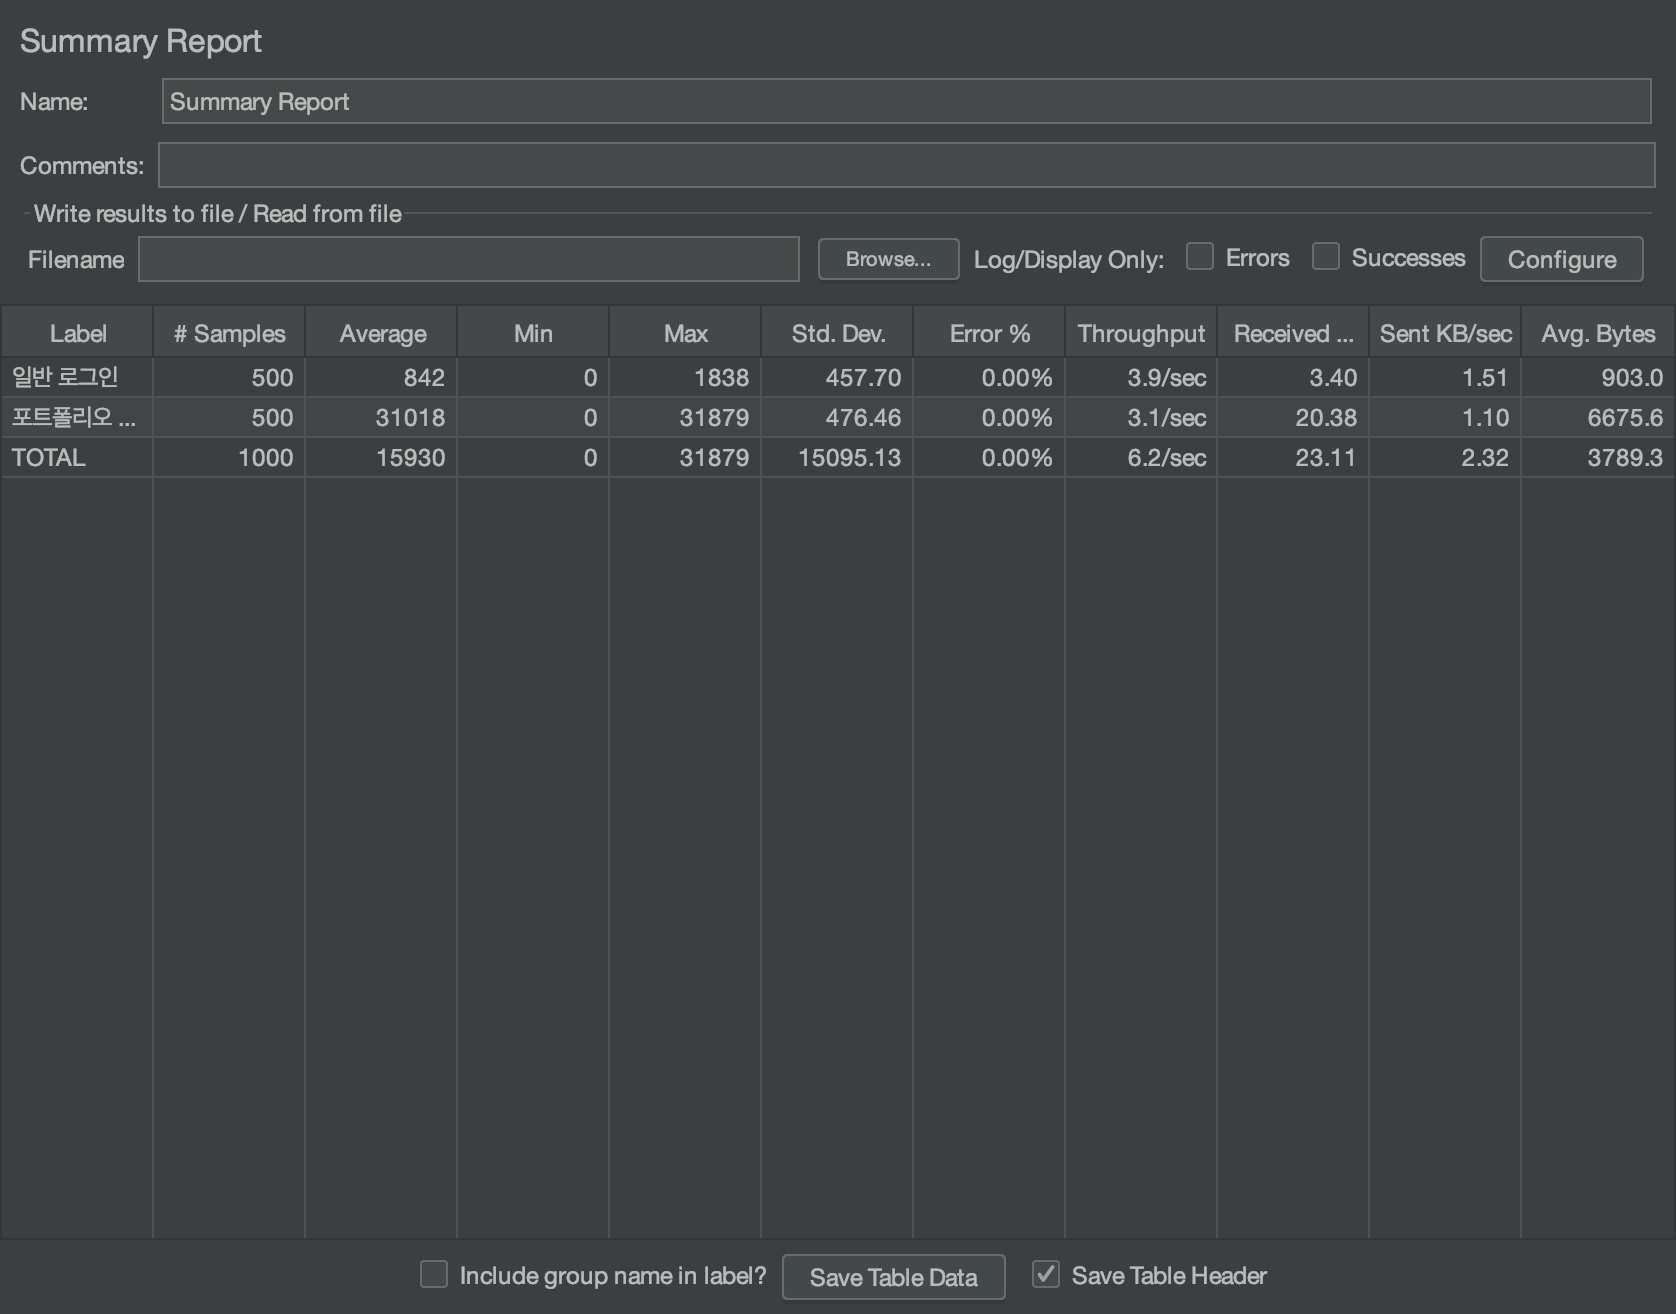 Summary Report
Name: Summary Report
Comments:
Write results to file / Read from file
Filename Browse... Log/Display Only: Errors Successes Configure
Label # Samples Average Min Max Std. Dev. Error % Throughput Received ... Sent KB/sec Avg. Bytes
일반 로그인 500 842 0 1838 457.70 0.00% 3.9/sec 3.40 1.51 903.0
포트폴리오 ... 500 31018 0 31879 476.46 0.00% 3.1/sec 20.38 1.10 6675.6
TOTAL 1000 15930 0 31879 15095.13 0.00% 6.2/sec 23.11 2.32 3789.3
Include group name in label? Save Table Data Save Table Header